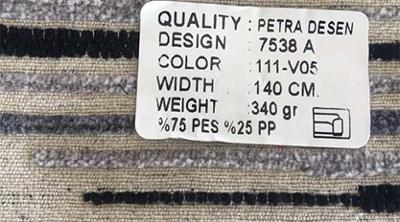 QUALITY : PETRA DESEN
DESIGN : 7538 A
COLOR : 111-V05
WIDTH : 140 CM.
WEIGHT : 340 gr
%75 PES %25 PP